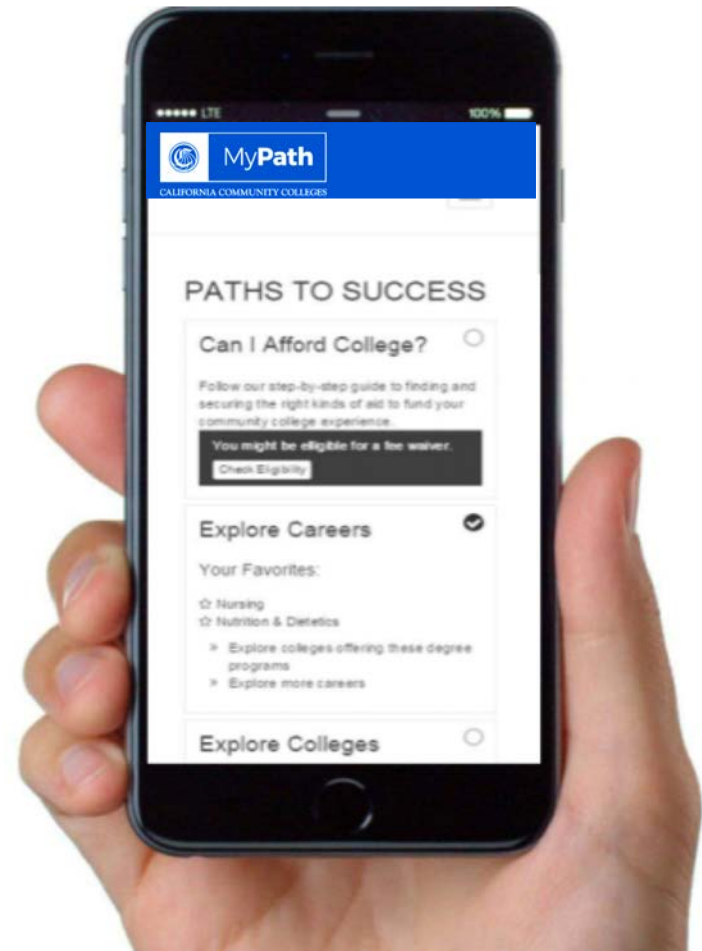 LTE 100%
MyPath
CALIFORNIA COMMUNITY COLLEGES
PATHS TO SUCCESS
Can I Afford College?
Follow our step-by-step guide to finding and
securing the right kinds of aid to fund your
community college experience.
You might be elligible for a fee waiver.
Check Eligibility
Explore Careers
Your Favorites:
☆ Nursing
☆ Nutrition & Dietetics
» Explore colleges offering these degree
programs
» Explore more careers
Explore Colleges